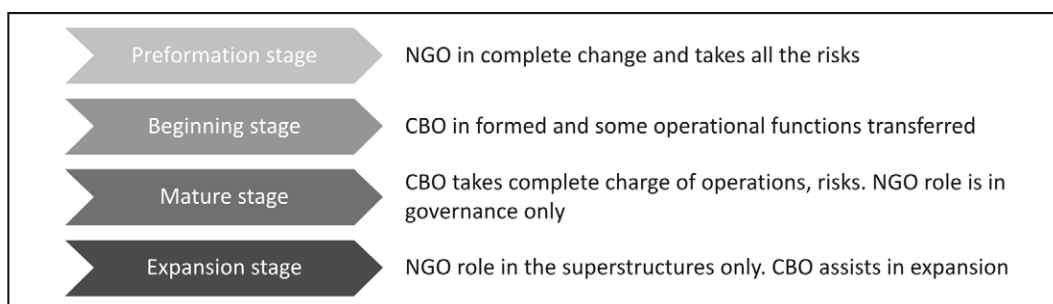 Preformation stage
NGO in complete change and takes all the risks
Beginning stage
CBO in formed and some operational functions transferred
Mature stage
CBO takes complete charge of operations, risks. NGO role is in
governance only
Expansion stage
NGO role in the superstructures only. CBO assists in expansion